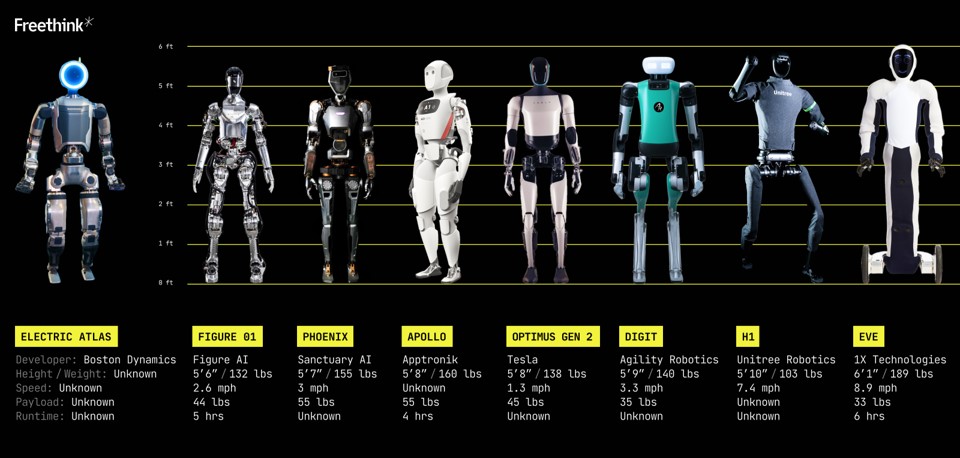 Freethink*
6 ft
5 ft
4 ft
3 ft
2 ft
1 ft
0 ft
Unitree
ELECTRIC ATLAS
Developer: Boston Dynamics
Height/Weight: Unknown
Speed: Unknown
Payload: Unknown
Runtime: Unknown
FIGURE 01
Figure AI
5’6”/132 lbs
2.6 mph
44 lbs
5 hrs
PHOENIX
Sanctuary AI
5’7”/155 lbs
3 mph
55 lbs
Unknown
APOLLO
Apptronik
5’8”/160 lbs
Unknown
55 lbs
4 hrs
OPTIMUS GEN 2
Tesla
5’8”/138 lbs
1.3 mph
45 lbs
Unknown
DIGIT
Agility Robotics
5’9”/140 lbs
3.3 mph
35 lbs
Unknown
H1
Unitree Robotics
5’10”/103 lbs
7.4 mph
Unknown
Unknown
EVE
1X Technologies
6’1”/189 lbs
8.9 mph
33 lbs
6 hrs